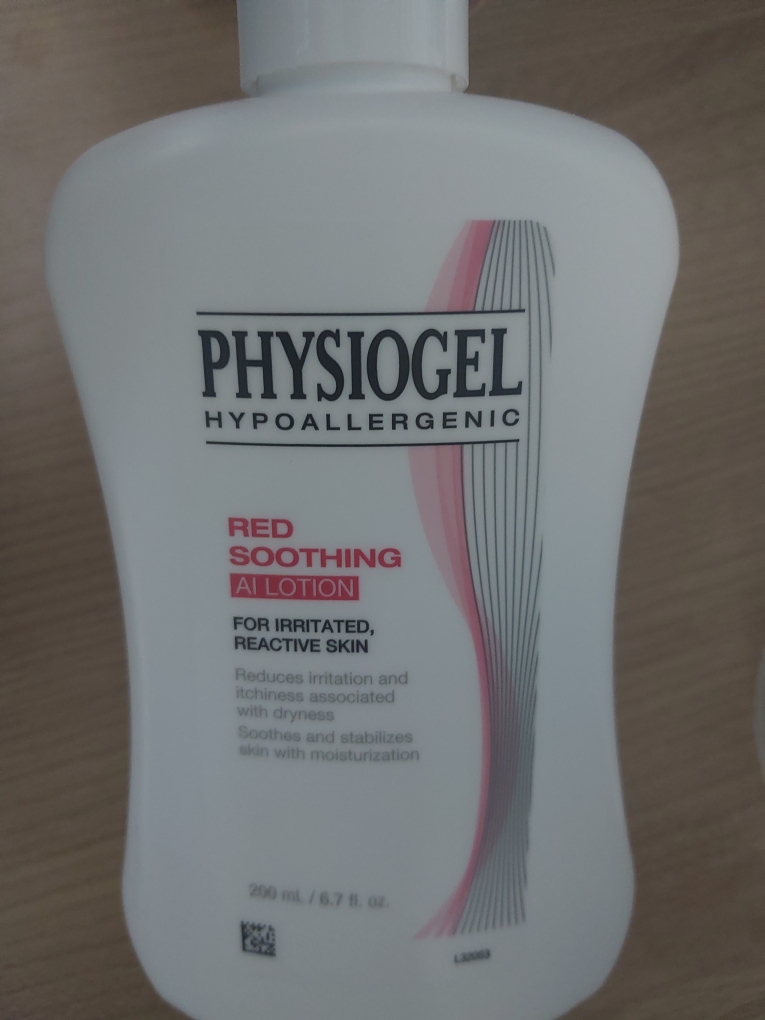 PHYSIOGEL
HYPOALLERGENIC
RED
SOOTHING
AI LOTION
FOR IRRITATED,
REACTIVE SKIN
Reduces irritation and
itchiness associated
with dryness
Soothes and stabilizes
skin with moisturization
200 mL / 6.7 fl. oz.